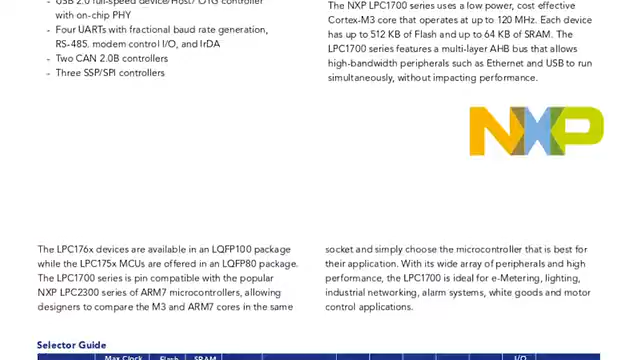 - USB 2.0 full-speed device/Host/ OTG controller
with on-chip PHY
- Four UARTs with fractional baud rate generation,
RS-485. modem control I/O, and IrDA
- Two CAN 2.0B controllers
- Three SSP/SPI controllers
The NXP LPC1700 series uses a low power, cost effective
Cortex-M3 core that operates at up to 120 MHz. Each device
has up to 512 KB of Flash and up to 64 KB of SRAM. The
LPC1700 series features a multi-layer AHB bus that allows
high-bandwidth peripherals such as Ethernet and USB to run
simultaneously, without impacting performance.
NXP
The LPC176x devices are available in an LQFP100 package
while the LPC175x MCUs are offered in an LQFP80 package.
The LPC1700 series is pin compatible with the popular
NXP LPC2300 series of ARM7 microcontrollers, allowing
designers to compare the M3 and ARM7 cores in the same
socket and simply choose the microcontroller that is best for
their application. With its wide array of peripherals and high
performance, the LPC1700 is ideal for e-Metering, lighting,
industrial networking, alarm systems, white goods and motor
control applications.
Selector Guide
Max Clock Flash SRAM I/O